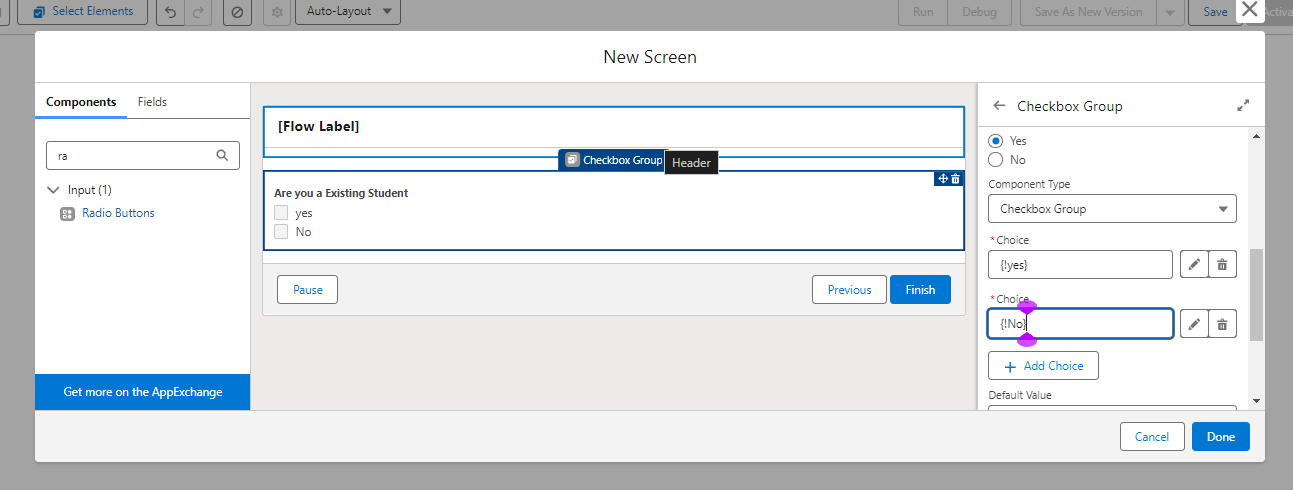 Select Elements
Auto-Layout
Run
Debug
Save As New Version
Save
New Screen
Components
Fields
ra
Input (1)
Radio Buttons
Get more on the AppExchange
[Flow Label]
Checkbox Group
Header
Are you a Existing Student
yes
No
Pause
Previous
Finish
Checkbox Group
Yes
No
Component Type
Checkbox Group
*Choice
{!yes}
*Choice
{!No}
+ Add Choice
Default Value
Cancel
Done